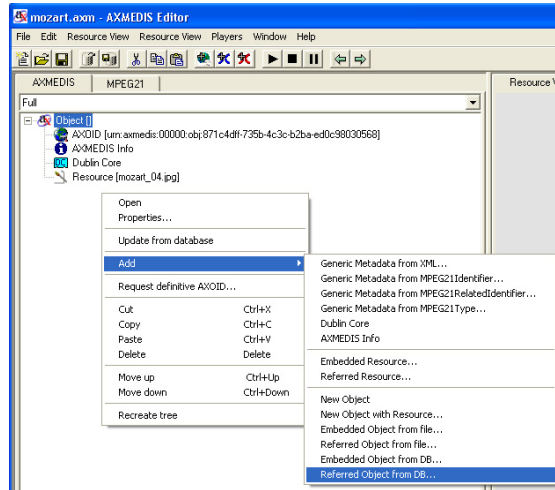 mozart.axm - AXMEDIS Editor
File Edit Resource View Resource View Players Window Help
AXMEDIS MPEG21
Resource V
Full
Object []
AXOID [urn:axmedis:00000:obj:871c4dff-735b-4c3c-b2ba-ed0c98030568]
AXMEDIS Info
Dublin Core
Resource [mozart_04.jpg]
Open
Properties...
Update from database
Add
Request definitive AXOID...
Cut Ctrl+X
Copy Ctrl+C
Paste Ctrl+V
Delete Delete
Move up Ctrl+Up
Move down Ctrl+Down
Recreate tree
Generic Metadata from XML...
Generic Metadata from MPEG21Identifier...
Generic Metadata from MPEG21RelatedIdentifier...
Generic Metadata from MPEG21Type...
Dublin Core
AXMEDIS Info
Embedded Resource...
Referred Resource...
New Object
New Object with Resource...
Embedded Object from file...
Referred Object from file...
Embedded Object from DB...
Referred Object from DB...